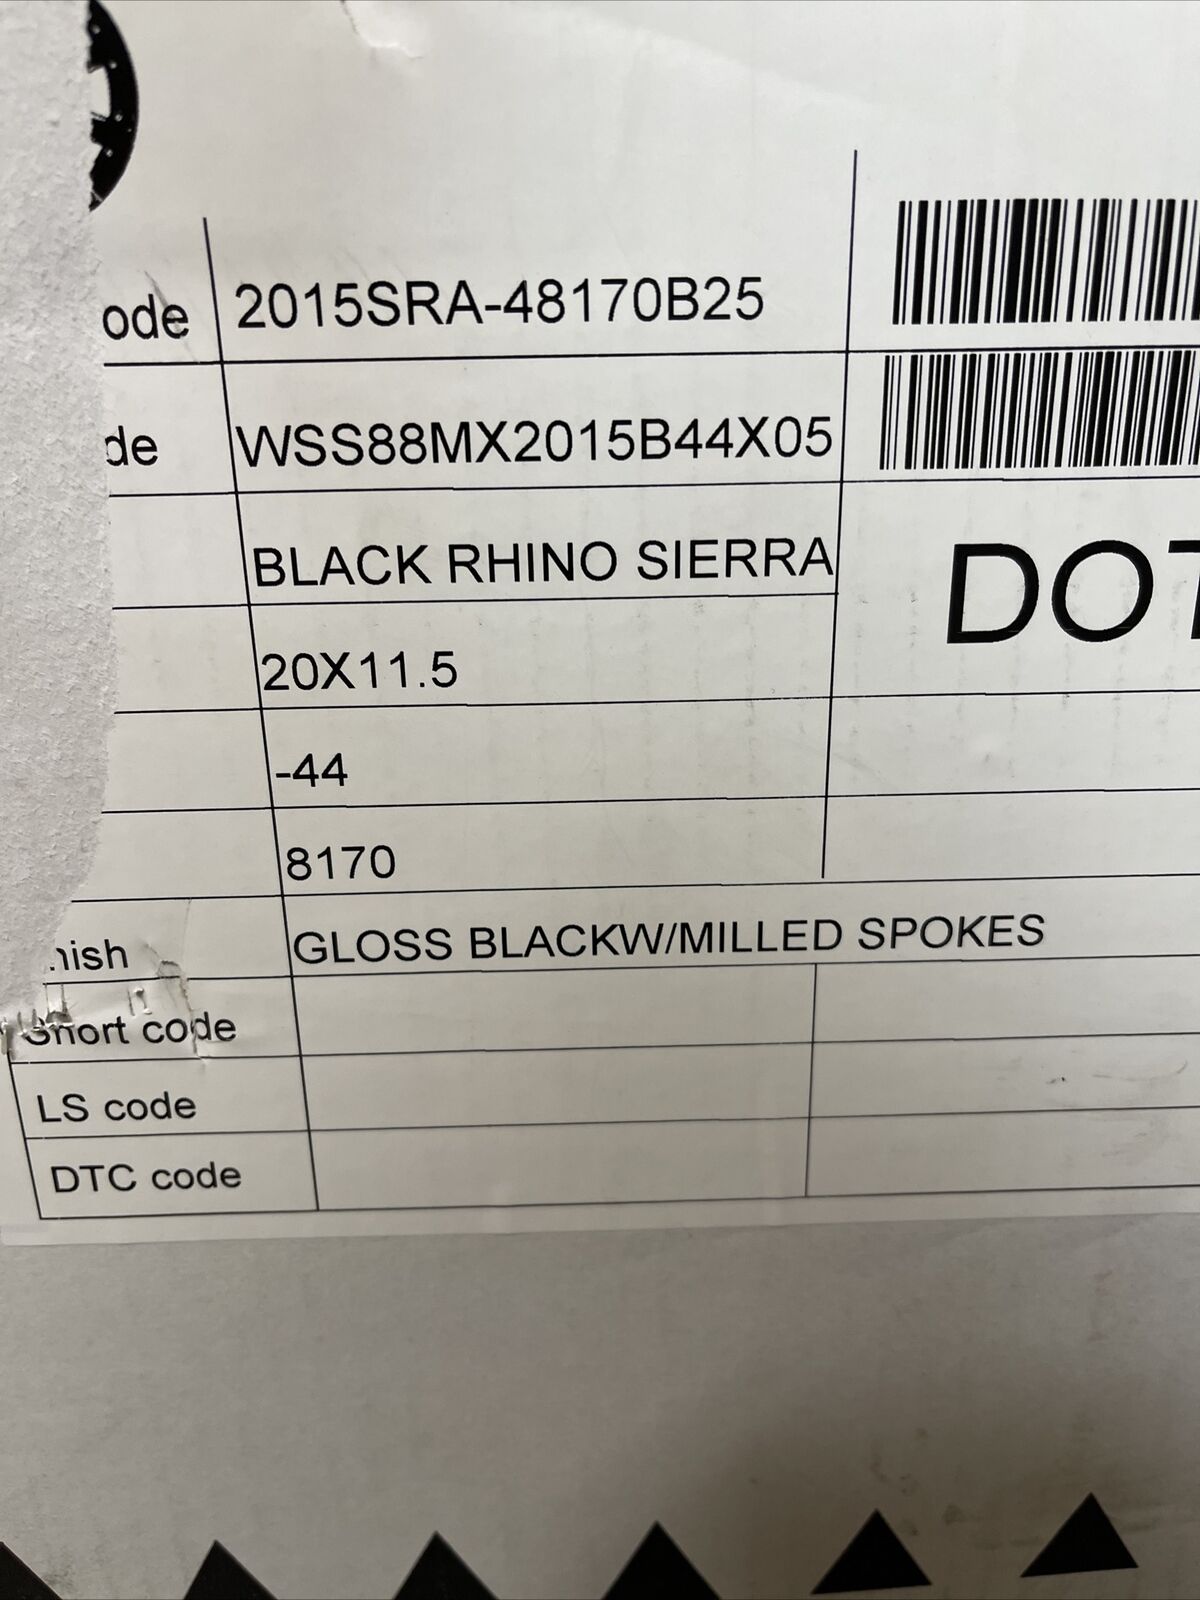 ode 2015SRA-48170B25
de WSS88MX2015B44X05
BLACK RHINO SIERRA
DOT
20X11.5
-44
8170
nish GLOSS BLACKW/MILLED SPOKES
Short code
LS code
DTC code